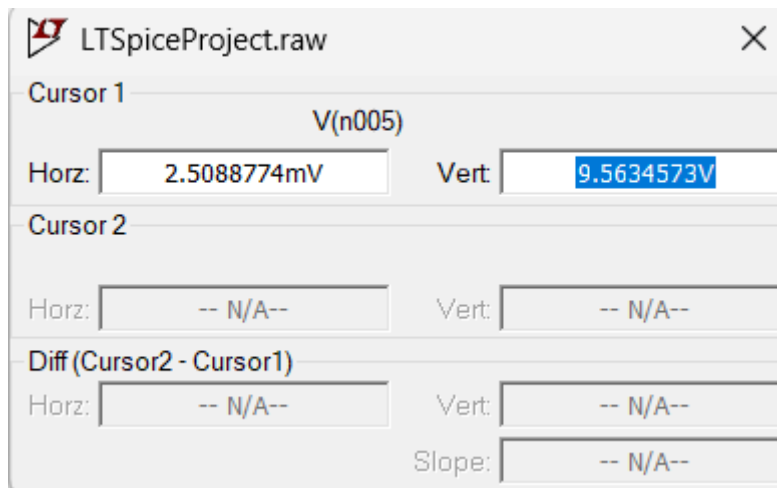 LTSpiceProject.raw
Cursor 1
V(n005)
Horz: 2.5088774mV Vert: 9.5634573V
Cursor 2
Horz: -- N/A-- Vert: -- N/A--
Diff (Cursor2 - Cursor1)
Horz: -- N/A-- Vert: -- N/A--
Slope: -- N/A--